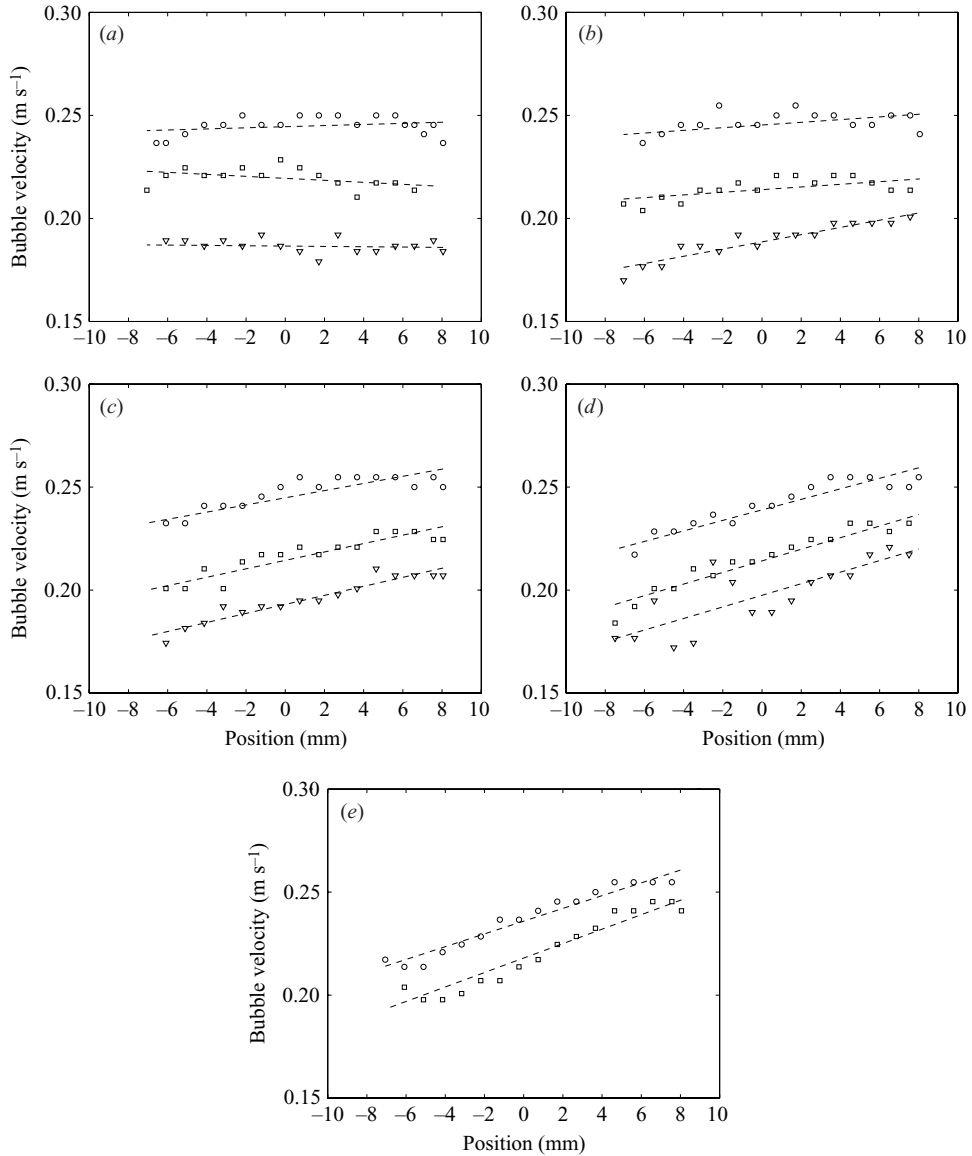 0.30
(a)
0.25
0.20
0.15
Bubble velocity (m s⁻¹)
–10 –8 –6 –4 –2 0 2 4 6 8 10
0.30
(b)
0.25
0.20
0.15
–10 –8 –6 –4 –2 0 2 4 6 8 10
0.30
(c)
0.25
0.20
0.15
Bubble velocity (m s⁻¹)
–10 –8 –6 –4 –2 0 2 4 6 8 10
Position (mm)
0.30
(d)
0.25
0.20
0.15
–10 –8 –6 –4 –2 0 2 4 6 8 10
Position (mm)
0.30
(e)
0.25
0.20
0.15
Bubble velocity (m s⁻¹)
–10 –8 –6 –4 –2 0 2 4 6 8 10
Position (mm)